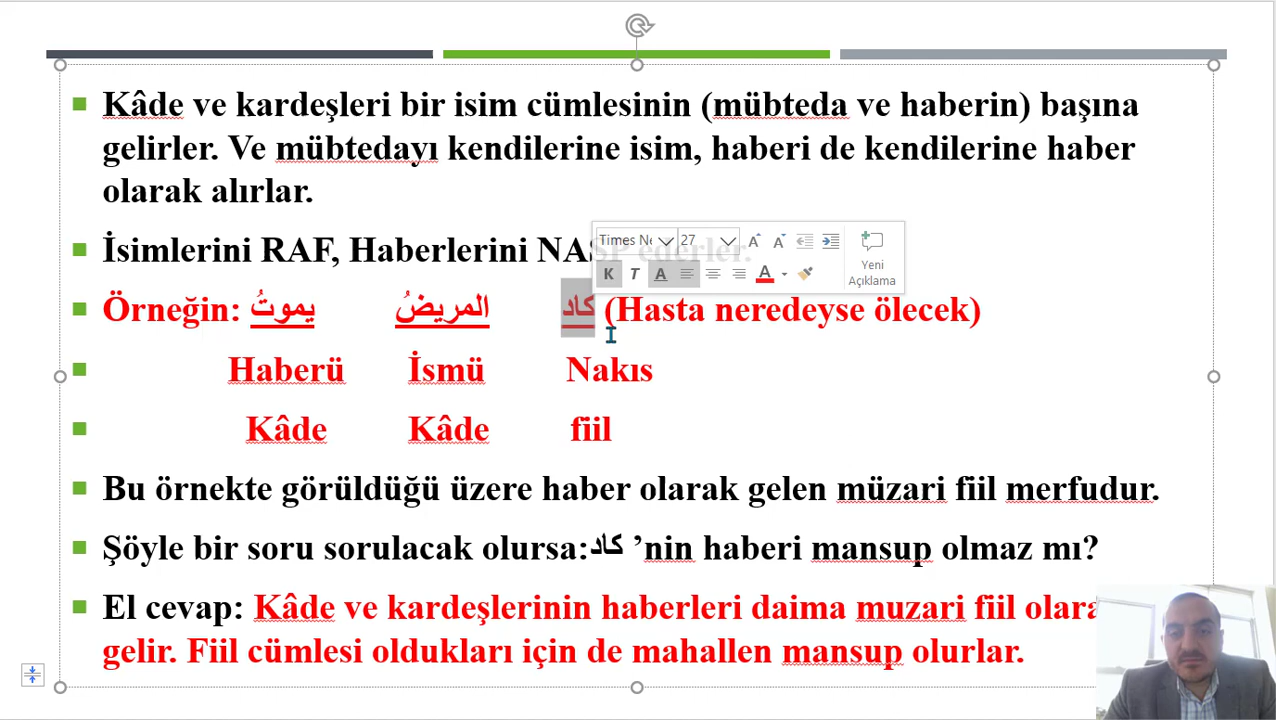 Kâde ve kardeşleri bir isim cümlesinin (mübteda ve haberin) başına
gelirler. Ve mübtedayı kendilerine isim, haberi de kendilerine haber
olarak alırlar.
İsimlerini RAF, Haberlerini NASP ederler.
Times Ne 27
K T A A
Yeni
Açıklama
Örneğin: يموتُ المريضُ كاد (Hasta neredeyse ölecek)
Haberü İsmü Nakıs
Kâde Kâde fiil
Bu örnekte görüldüğü üzere haber olarak gelen müzari fiil merfudur.
Şöyle bir soru sorulacak olursa:كاد ’nin haberi mansup olmaz mı?
El cevap: Kâde ve kardeşlerinin haberleri daima muzari fiil olara
gelir. Fiil cümlesi oldukları için de mahallen mansup olurlar.